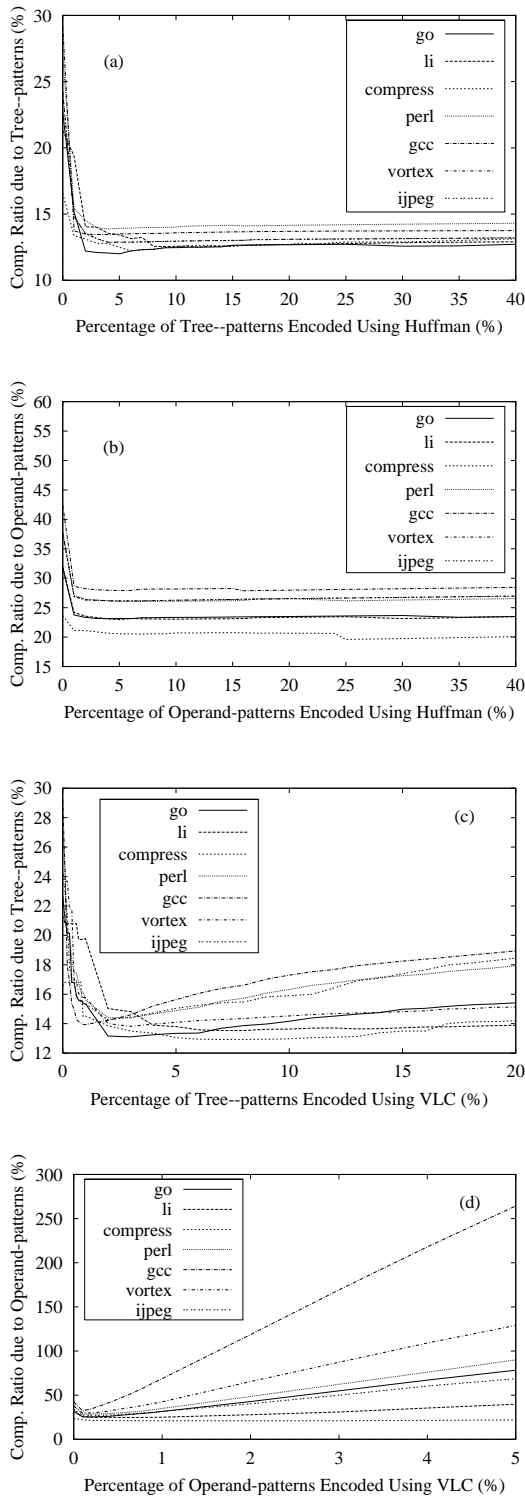 30
25
20
15
10
0
5
10
15
20
25
30
35
40
Comp. Ratio due to Tree--patterns (%)
Percentage of Tree--patterns Encoded Using Huffman (%)
(a)
go
li
compress
perl
gcc
vortex
ijpeg
60
55
50
45
40
35
30
25
20
15
0
5
10
15
20
25
30
35
40
Comp. Ratio due to Operand-patterns (%)
Percentage of Operand-patterns Encoded Using Huffman (%)
(b)
go
li
compress
perl
gcc
vortex
ijpeg
30
28
26
24
22
20
18
16
14
12
0
5
10
15
20
Comp. Ratio due to Tree--patterns (%)
Percentage of Tree--patterns Encoded Using VLC (%)
(c)
go
li
compress
perl
gcc
vortex
ijpeg
300
250
200
150
100
50
0
0
1
2
3
4
5
Comp. Ratio due to Operand-patterns (%)
Percentage of Operand-patterns Encoded Using VLC (%)
(d)
go
li
compress
perl
gcc
vortex
ijpeg